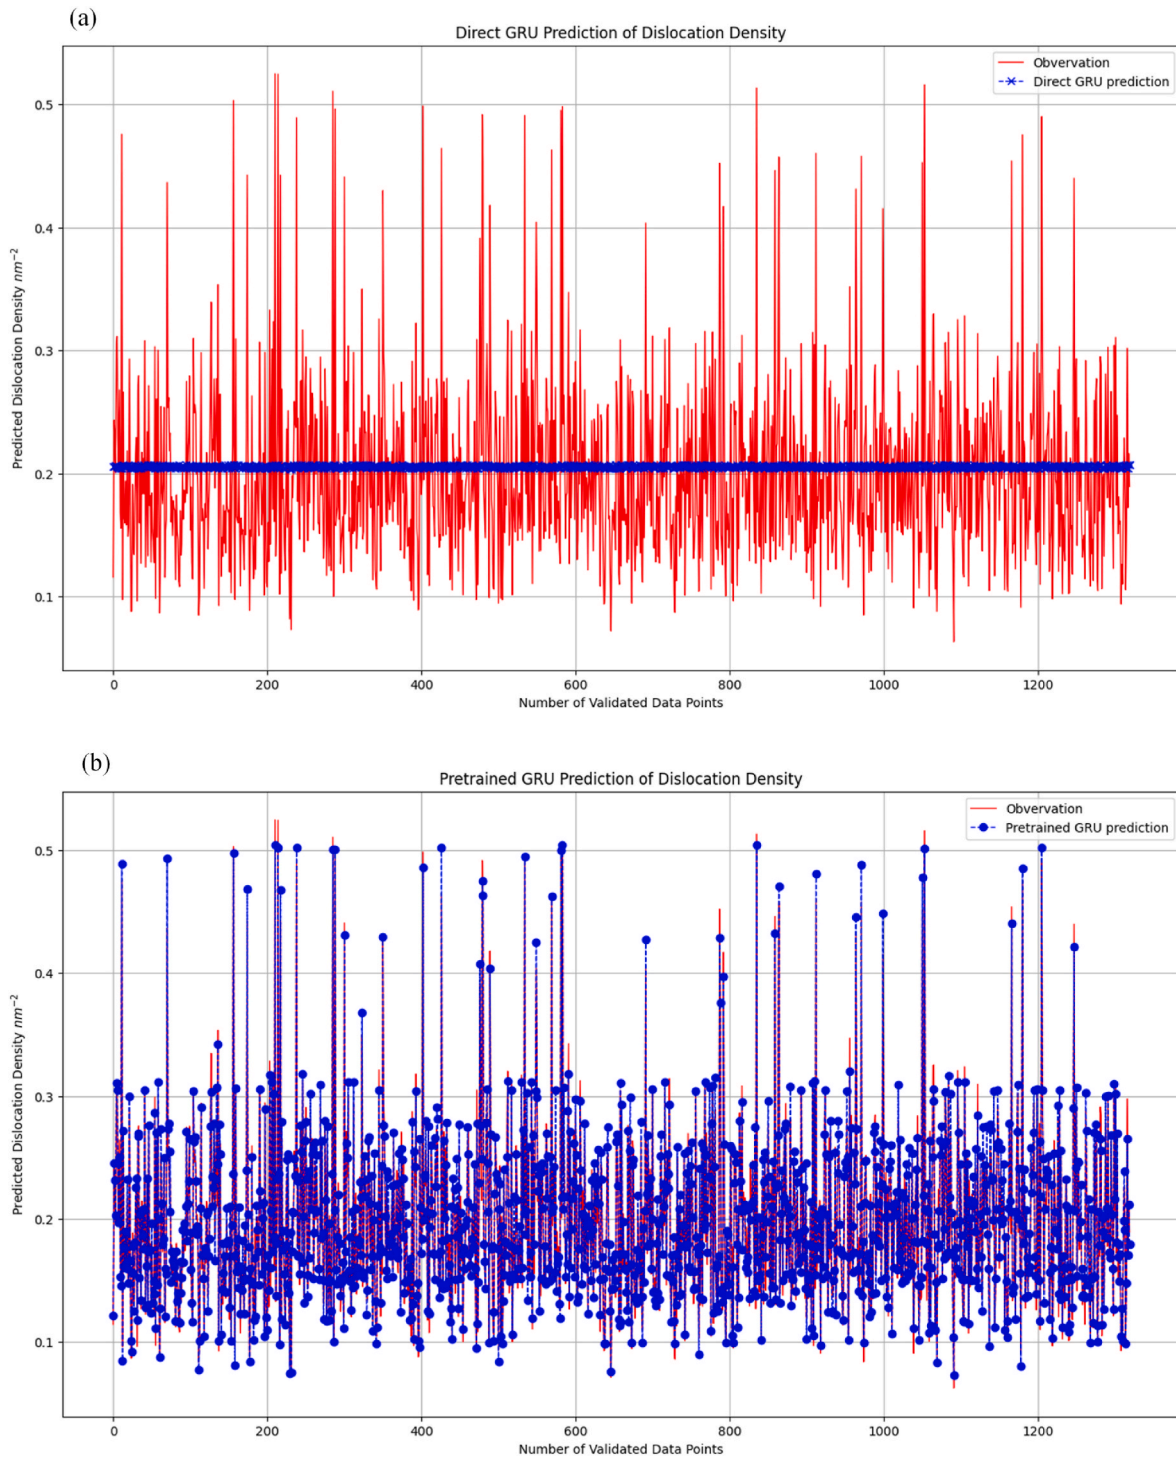 (a)
Direct GRU Prediction of Dislocation Density
Obvervation
Direct GRU prediction
Predicted Dislocation Density nm⁻²
0.5
0.4
0.3
0.2
0.1
0 200 400 600 800 1000 1200
Number of Validated Data Points
(b)
Pretrained GRU Prediction of Dislocation Density
Obvervation
Pretrained GRU prediction
Predicted Dislocation Density nm⁻²
0.5
0.4
0.3
0.2
0.1
0 200 400 600 800 1000 1200
Number of Validated Data Points